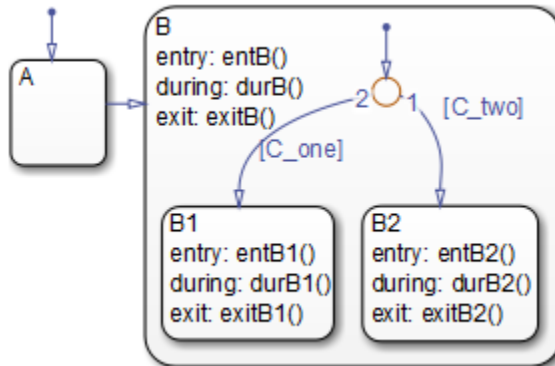 A
B
entry: entB()
during: durB()
exit: exitB()
2
1
[C_two]
[C_one]
B1
entry: entB1()
during: durB1()
exit: exitB1()
B2
entry: entB2()
during: durB2()
exit: exitB2()